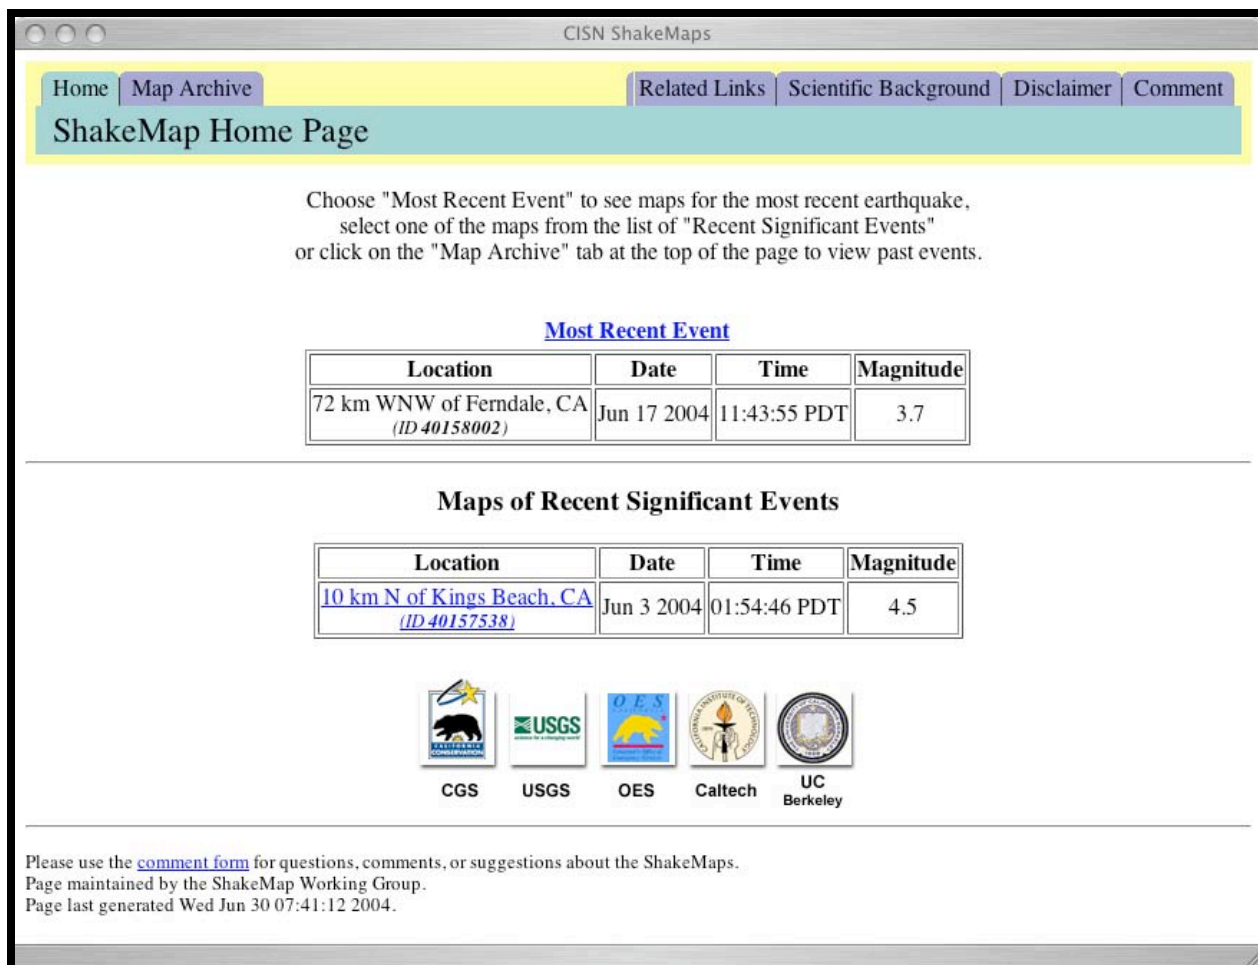 CISN ShakeMaps
Home Map Archive Related Links Scientific Background Disclaimer Comment
ShakeMap Home Page
Choose "Most Recent Event" to see maps for the most recent earthquake,
select one of the maps from the list of "Recent Significant Events"
or click on the "Map Archive" tab at the top of the page to view past events.
Most Recent Event
Location Date Time Magnitude
72 km WNW of Ferndale, CA Jun 17 2004 11:43:55 PDT 3.7
(ID 40158002)
Maps of Recent Significant Events
Location Date Time Magnitude
10 km N of Kings Beach, CA Jun 3 2004 01:54:46 PDT 4.5
(ID 40157538)
OES
USGS
CALIFORNIA
CONSERVATION
CGS USGS OES Caltech UC
Berkeley
Please use the comment form for questions, comments, or suggestions about the ShakeMaps.
Page maintained by the ShakeMap Working Group.
Page last generated Wed Jun 30 07:41:12 2004.